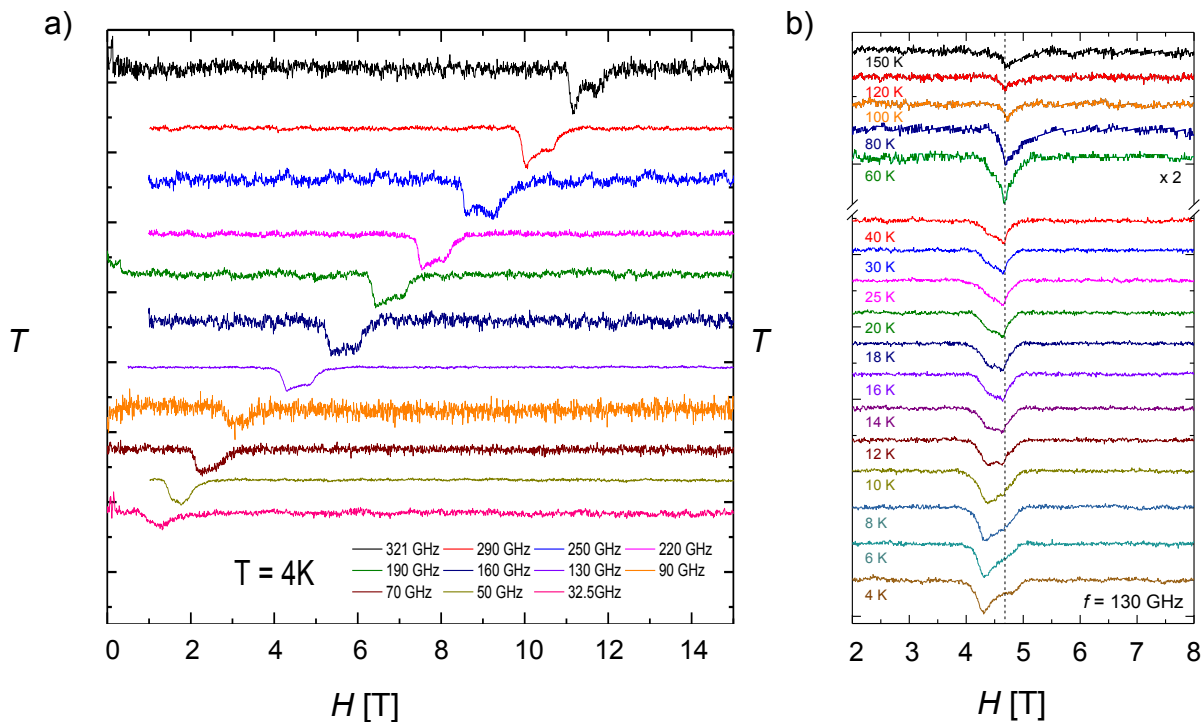 a)
T
T = 4K
321 GHz 290 GHz 250 GHz 220 GHz
190 GHz 160 GHz 130 GHz 90 GHz
70 GHz 50 GHz 32.5GHz
0 2 4 6 8 10 12 14
H [T]
b)
150 K
120 K
100 K
80 K
60 K
x 2
40 K
30 K
25 K
20 K
18 K
16 K
14 K
12 K
10 K
8 K
6 K
4 K
f = 130 GHz
T
2 3 4 5 6 7 8
H [T]